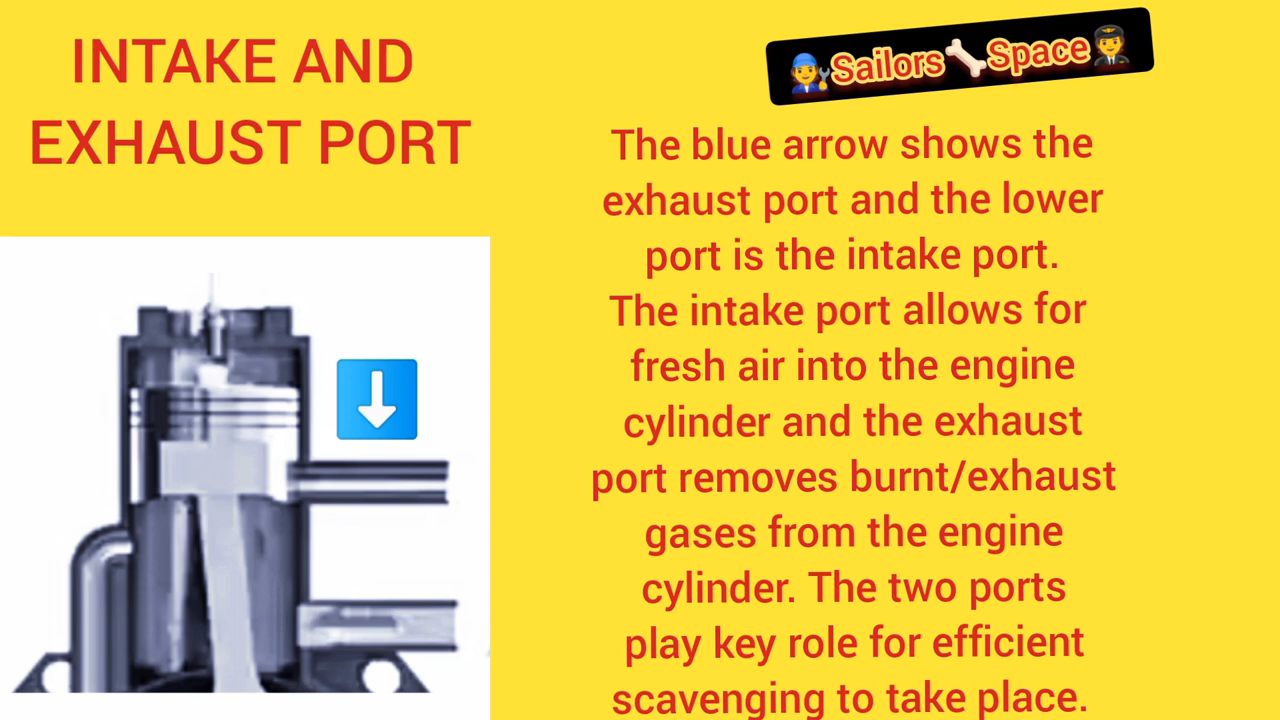 INTAKE AND
EXHAUST PORT
Sailors Space
The blue arrow shows the
exhaust port and the lower
port is the intake port.
The intake port allows for
fresh air into the engine
cylinder and the exhaust
port removes burnt/exhaust
gases from the engine
cylinder. The two ports
play key role for efficient
scavenging to take place.